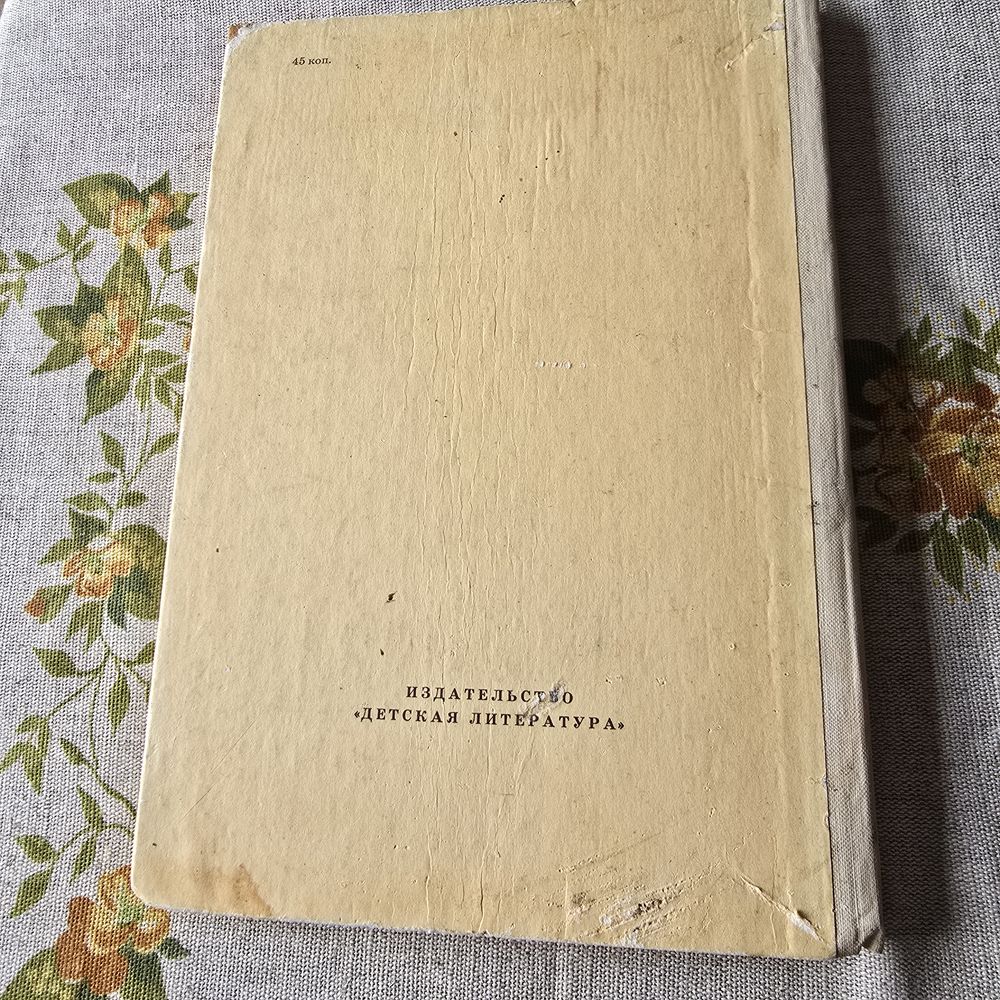 45 коп.
ИЗДАТЕЛЬСТВО
«ДЕТСКАЯ ЛИТЕРАТУРА»